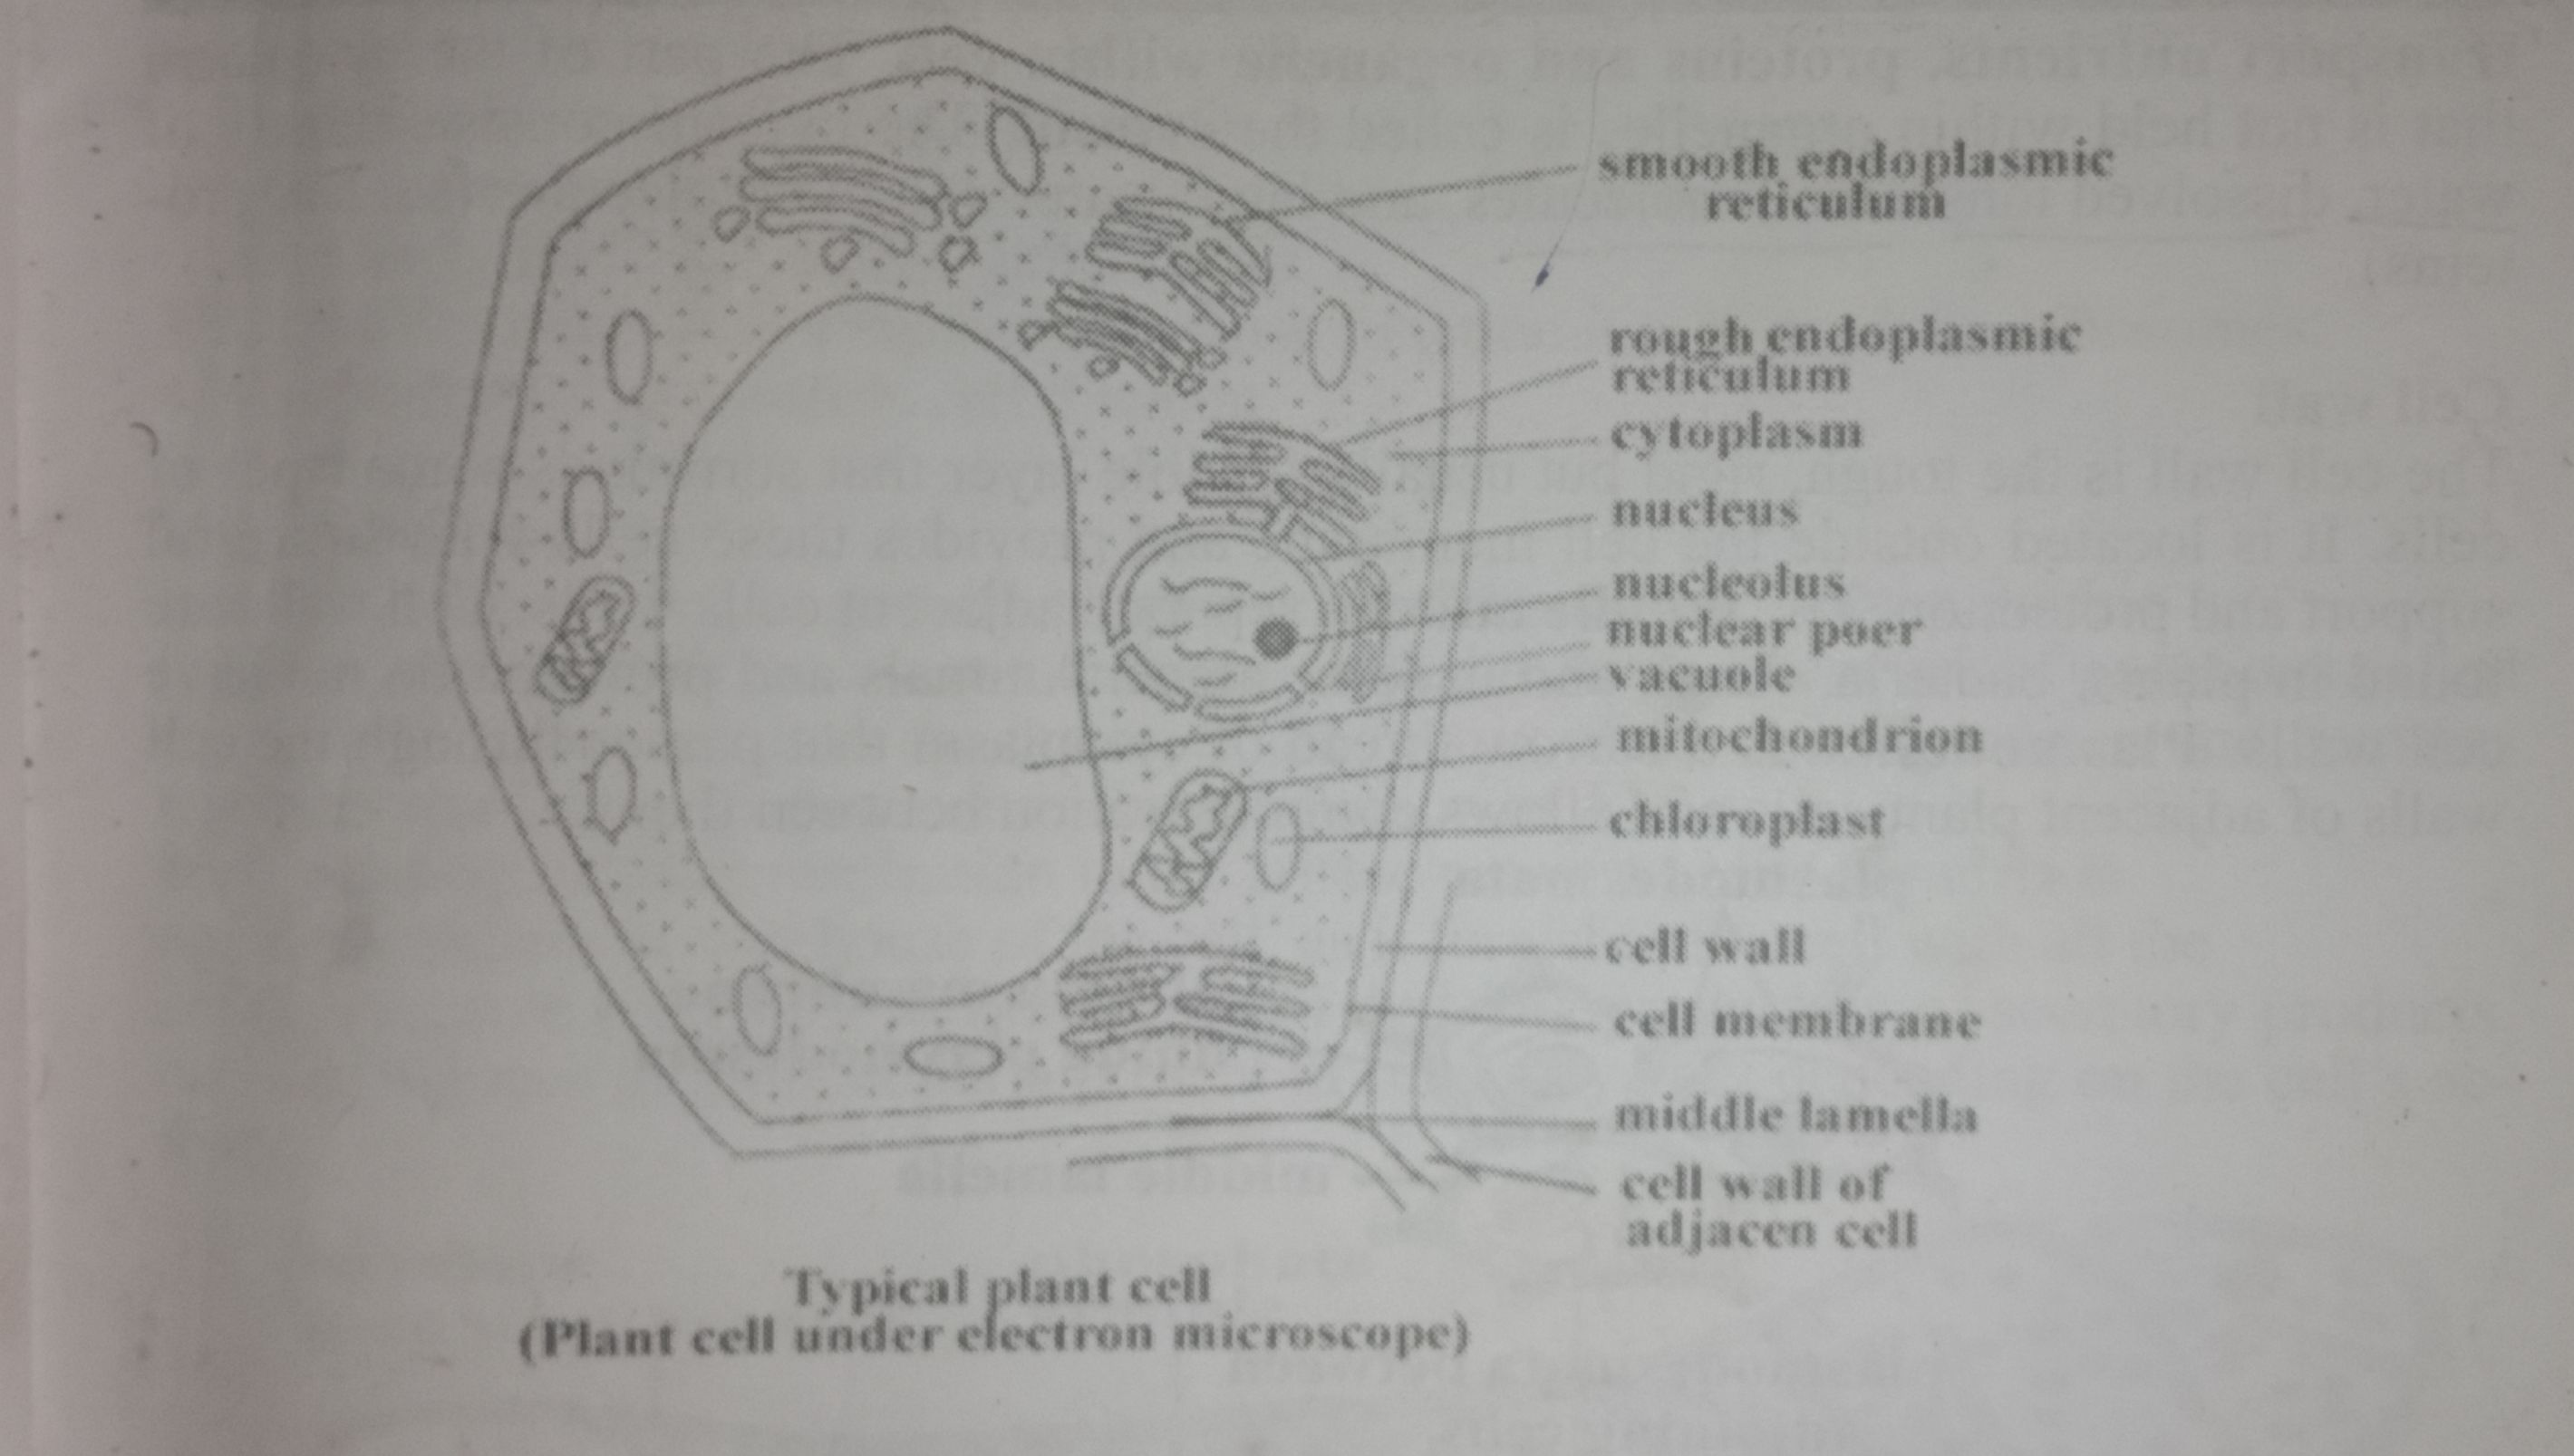 smooth endoplasmic
reticulum
rough endoplasmic
reticulum
cytoplasm
nucleus
nucleolus
nuclear poer
vacuole
mitochondrion
chloroplast
cell wall
cell membrane
middle lamella
cell wall of
adjacen cell
Typical plant cell
(Plant cell under electron microscope)